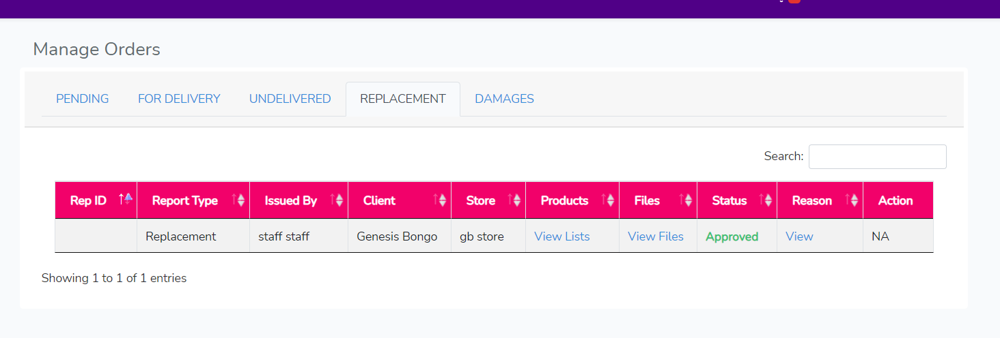 Manage Orders
PENDING FOR DELIVERY UNDELIVERED REPLACEMENT DAMAGES
Search:
Rep ID Report Type Issued By Client Store Products Files Status Reason Action
Replacement staff staff Genesis Bongo gb store View Lists View Files Approved View NA
Showing 1 to 1 of 1 entries